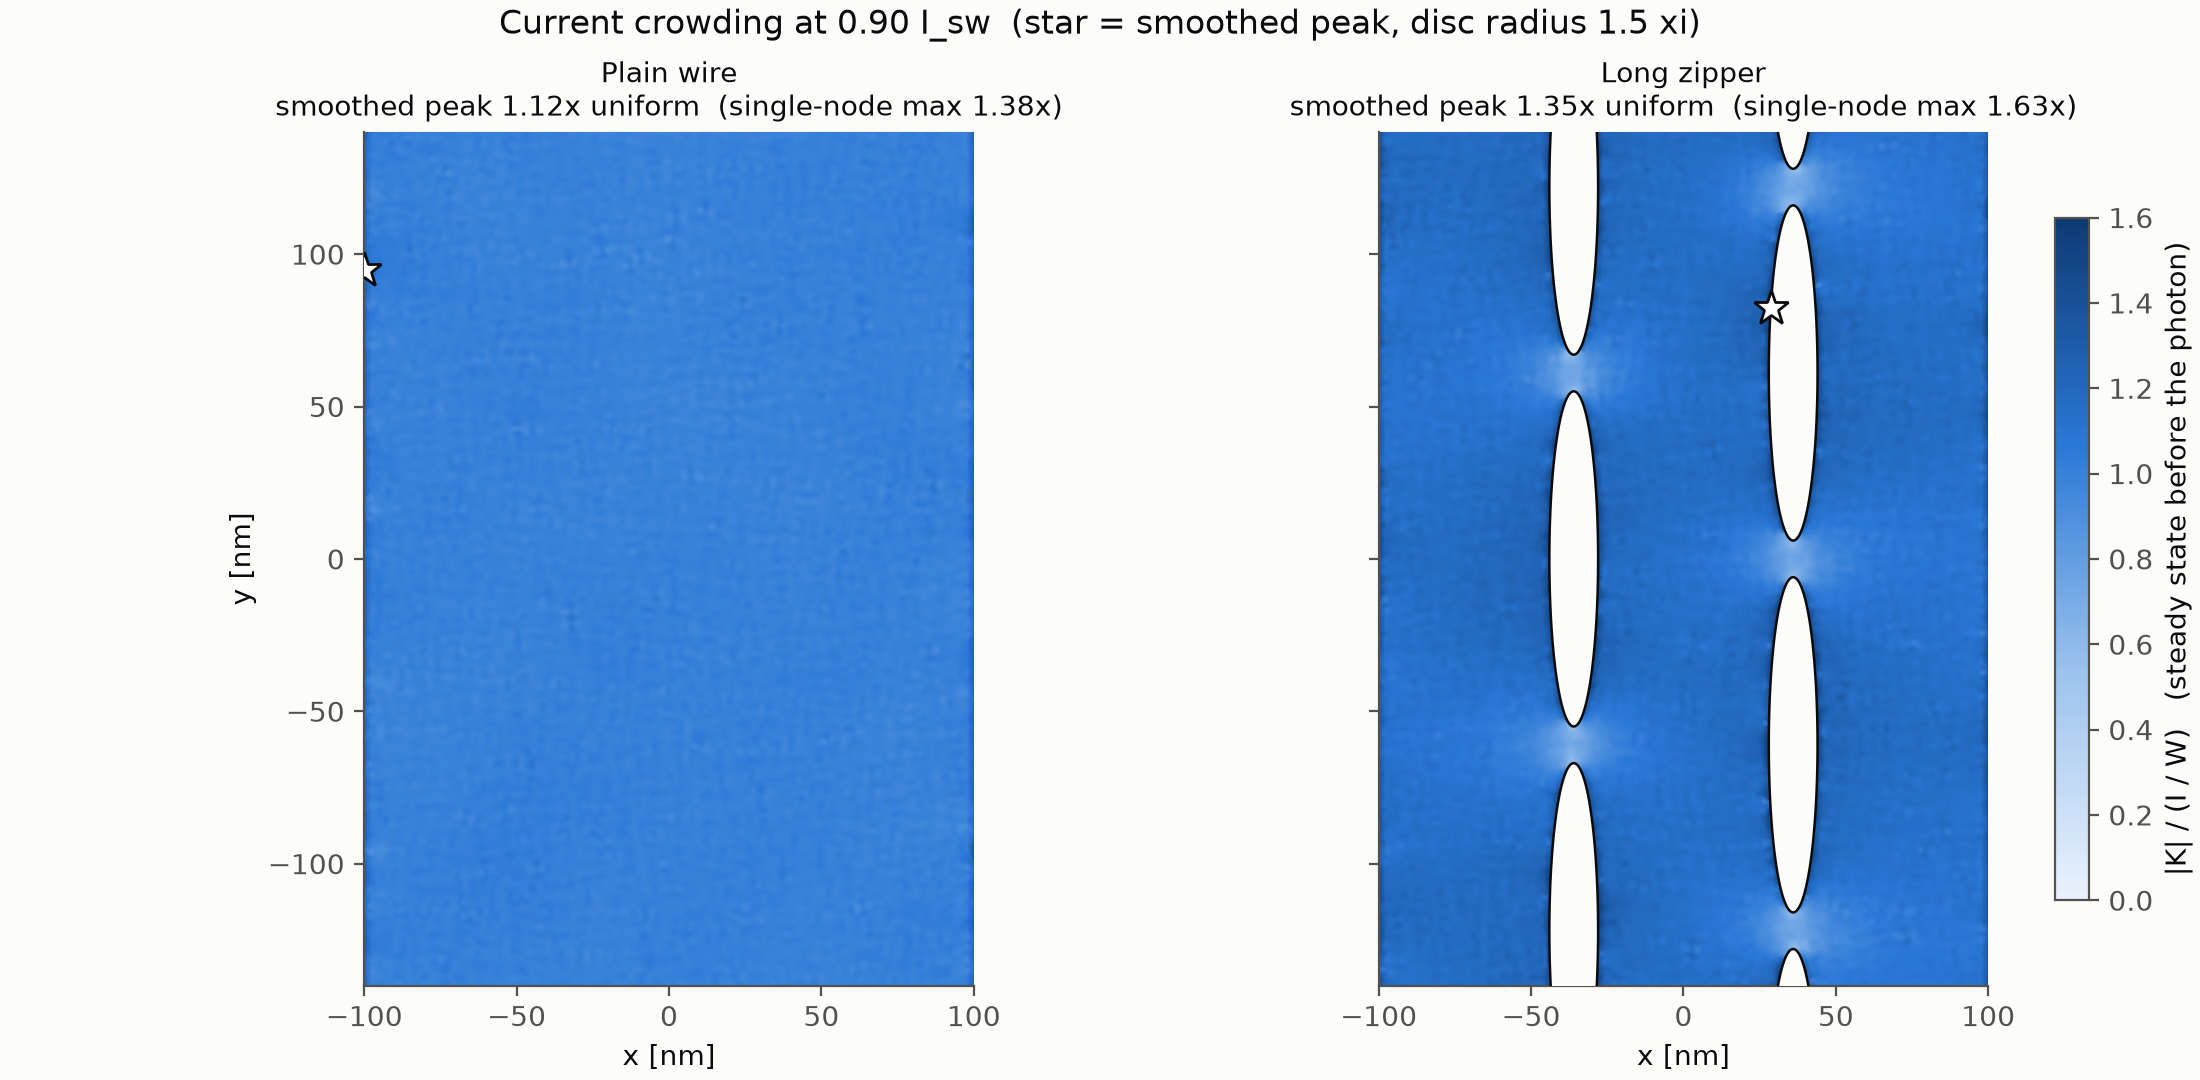 Current crowding at 0.90 I_sw  (star = smoothed peak, disc radius 1.5 xi)
Plain wire
smoothed peak 1.12x uniform  (single-node max 1.38x)
100
50
0
−50
−100
y [nm]
−100
−50
0
50
100
x [nm]
Long zipper
smoothed peak 1.35x uniform  (single-node max 1.63x)
−100
−50
0
50
100
x [nm]
1.6
1.4
1.2
1.0
0.8
0.6
0.4
0.2
0.0
|K| / (I / W)   (steady state before the photon)